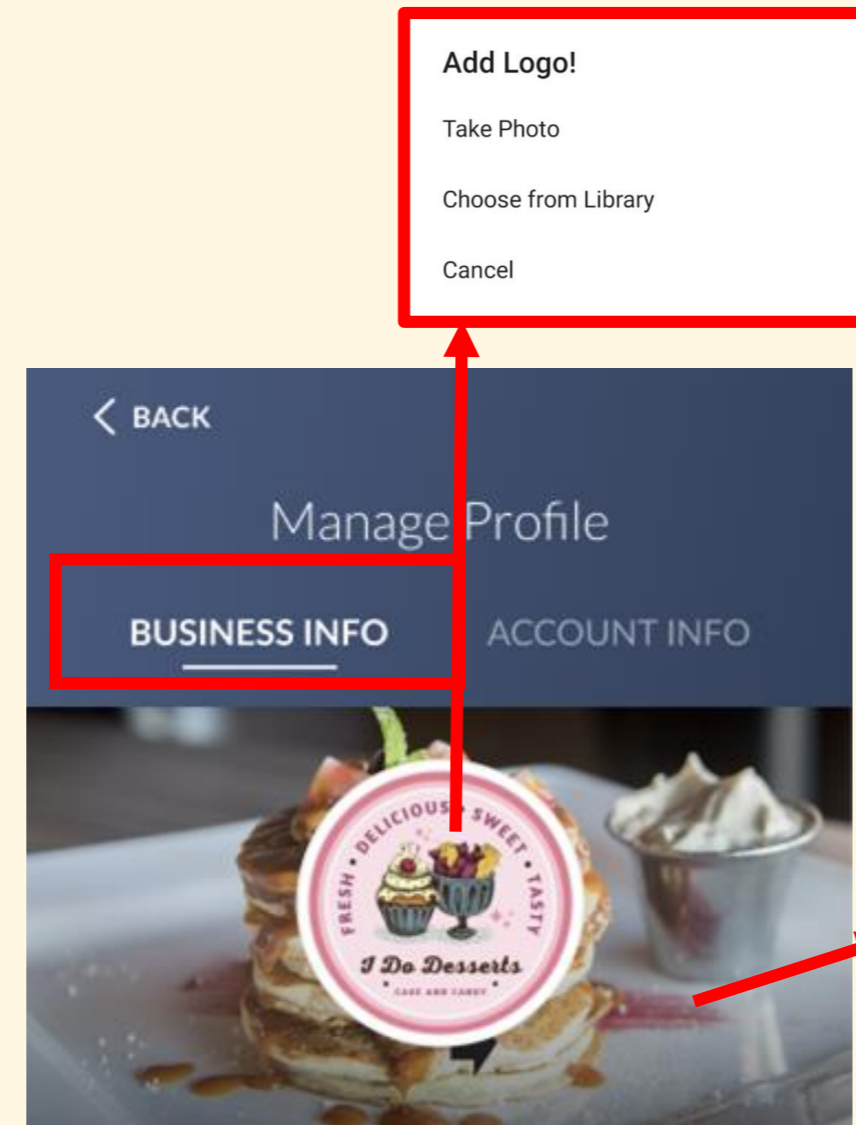 Add Logo!
Take Photo
Choose from Library
Cancel
BACK
Manage Profile
BUSINESS INFO
ACCOUNT INFO
FRESH • DELICIOUS • SWEET • TASTY
I Do Desserts
CAKE AND CANDY